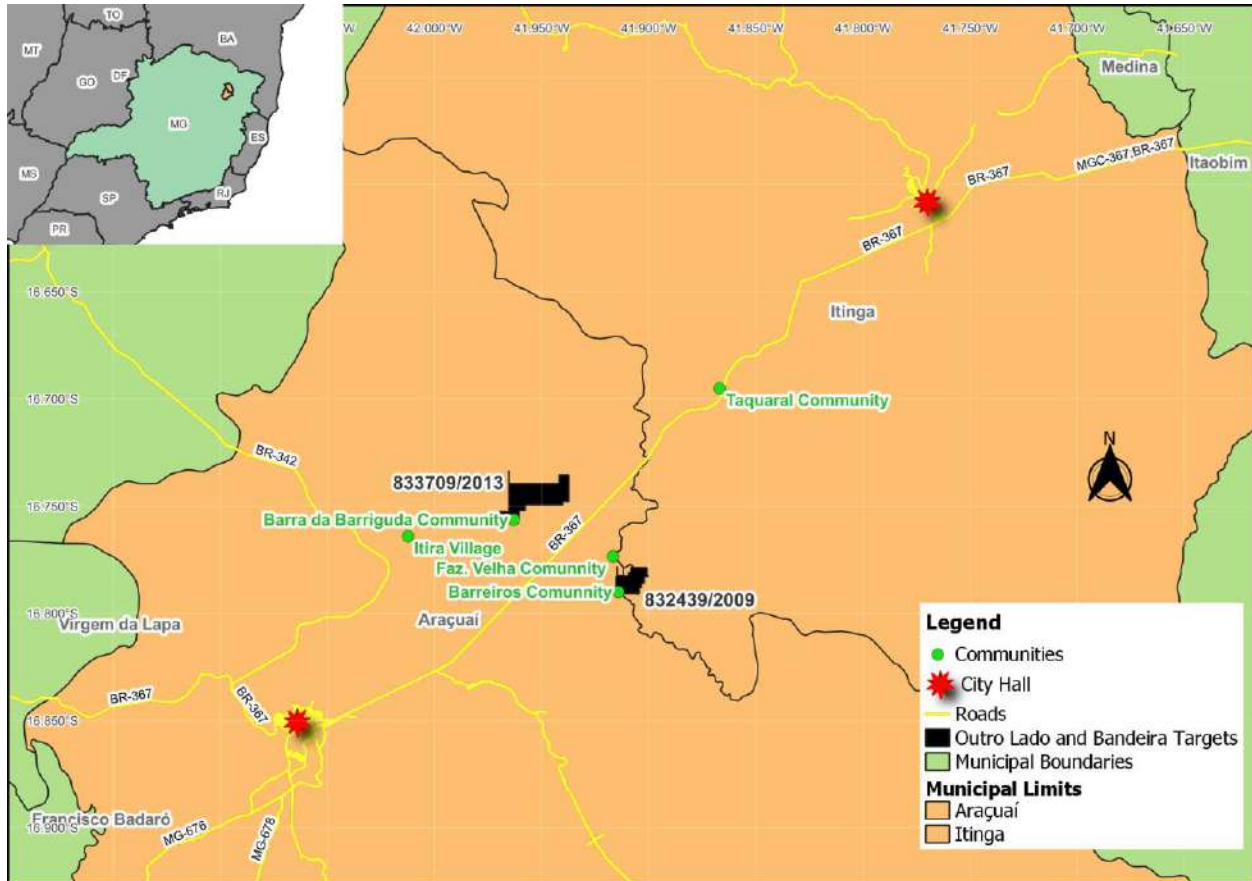 TO
BA
MT
DF
GO
MG
ES
MS
SP
RJ
PR
42.000°W
41.950°W
41.900°W
41.850°W
41.800°W
41.750°W
41.700°W
41.650°W
Medina
MGC-367;BR-367
Itaobim
BR-367
BR-367
16.650°S
Itinga
16.700°S
Taquaral Community
BR-342
N
833709/2013
16.750°S
Barra da Barriguda Community
BR-367
Itira Village
Faz. Velha Comunnity
Barreiros Comunnity
832439/2009
16.800°S
Araçuaí
Virgem da Lapa
BR-367
BR-367
16.850°S
Francisco Badaró
16.900°S
MG-676
MG-678
Legend
Communities
City Hall
Roads
Outro Lado and Bandeira Targets
Municipal Boundaries
Municipal Limits
Araçuaí
Itinga